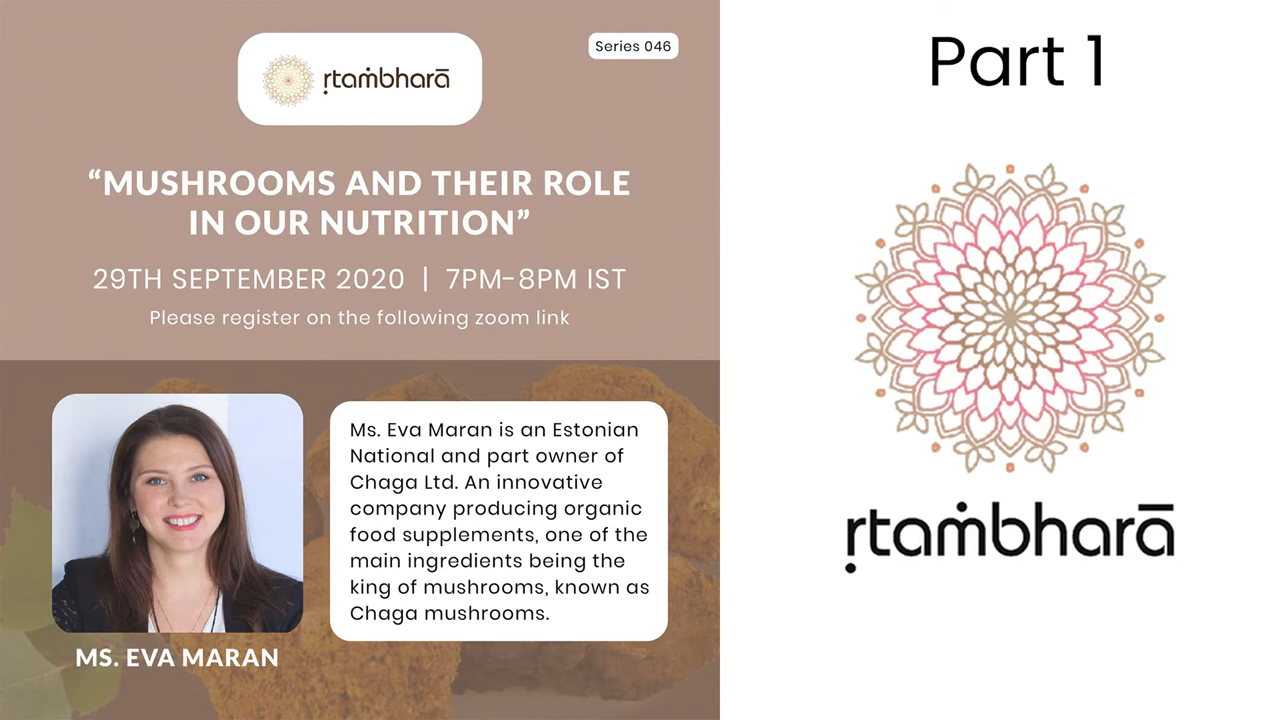 ṛtaṁbharā
Series 046
“MUSHROOMS AND THEIR ROLE
IN OUR NUTRITION”
29TH SEPTEMBER 2020 | 7PM-8PM IST
Please register on the following zoom link
Ms. Eva Maran is an Estonian
National and part owner of
Chaga Ltd. An innovative
company producing organic
food supplements, one of the
main ingredients being the
king of mushrooms, known as
Chaga mushrooms.
MS. EVA MARAN
Part 1
ṛtaṁbharā